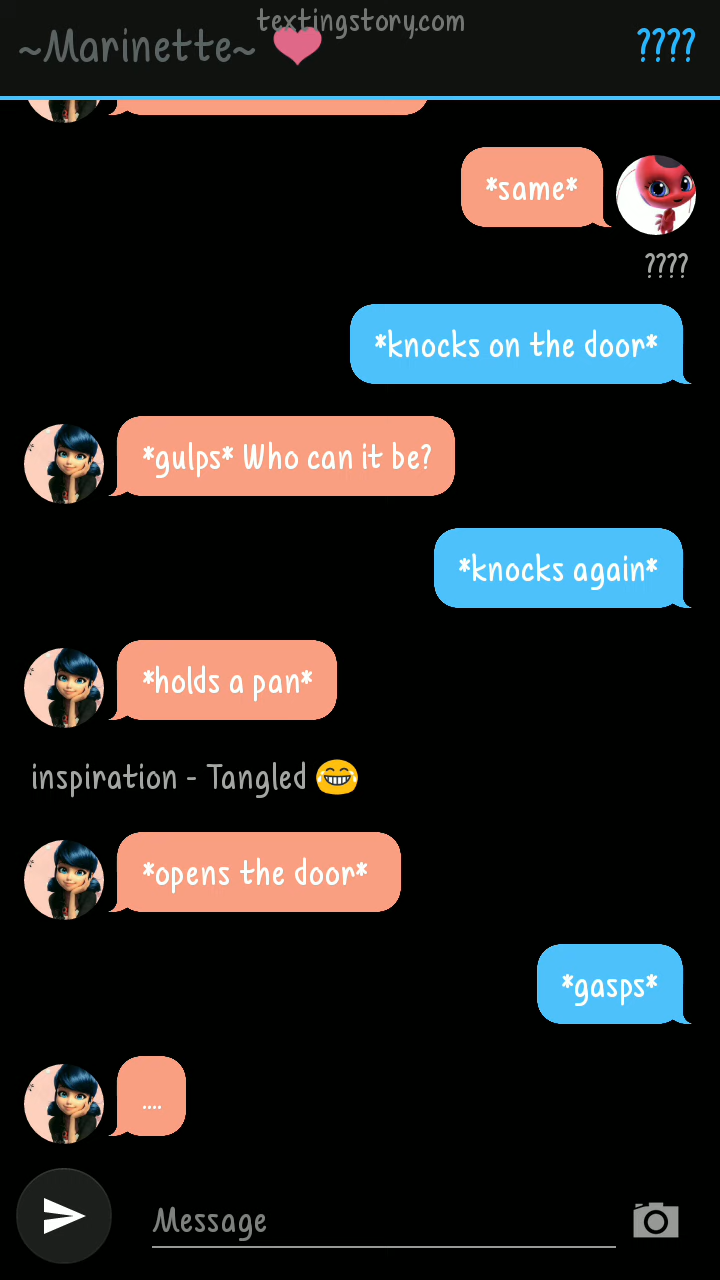 textingstory.com
~Marinette~ ????
*same*
????
*knocks on the door*
*gulps* Who can it be?
*knocks again*
*holds a pan*
inspiration - Tangled 😂
*opens the door*
*gasps*
....
Message